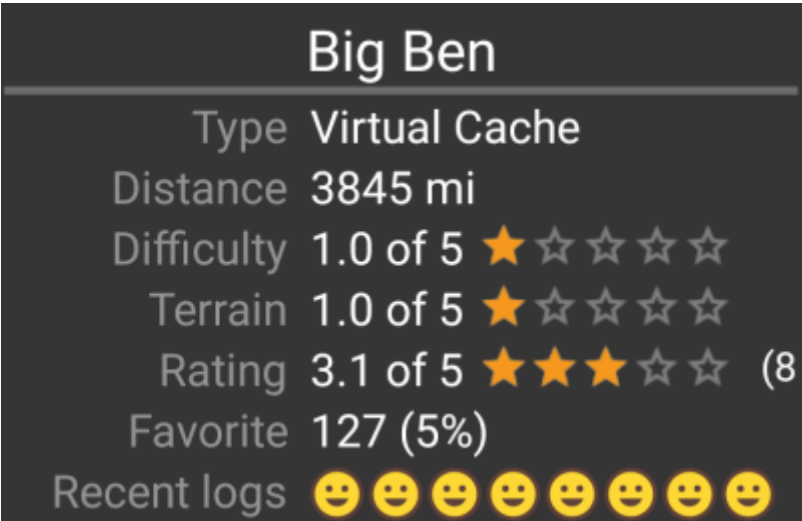 Big Ben
Type Virtual Cache
Distance 3845 mi
Difficulty 1.0 of 5
Terrain 1.0 of 5
Rating 3.1 of 5 (8
Favorite 127 (5%)
Recent logs